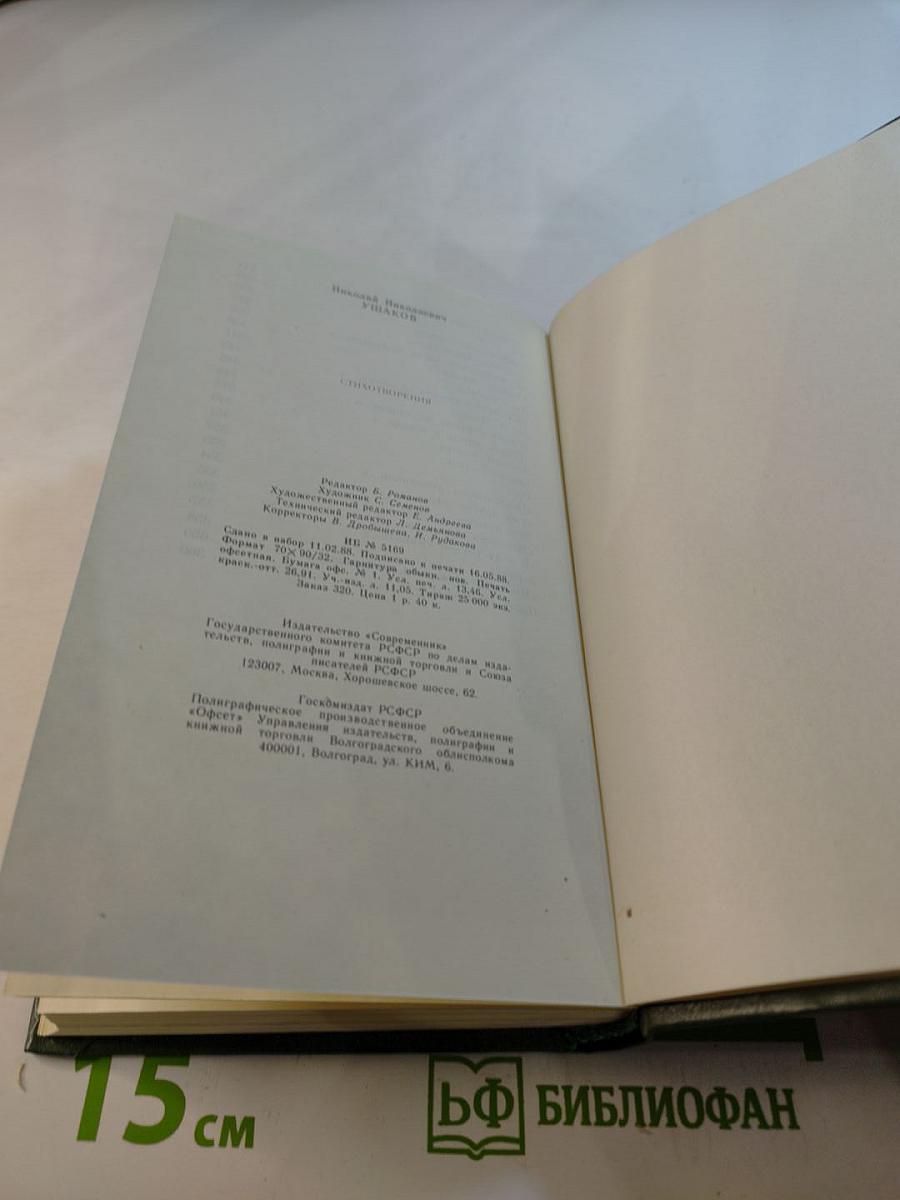 Николай Николаевич
УШАКОВ
СТИХОТВОРЕНИЯ
Редактор Б. Романов
Художник С. Семенов
Художественный редактор Е. Андреева
Технический редактор Л. Демьянова
Корректоры В. Дробышева, И. Рудакова
ИБ № 5169
Сдано в набор 11.02.88. Подписано к печати 16.05.88.
Формат 70×90/32. Гарнитура обыкн. нов. Печать
офсетная. Бумага офс. № 1. Усл. печ. л. 13,46. Усл.
краск.-отт. 26,91. Уч.-изд. л. 11,05. Тираж 25 000 экз.
Заказ 320. Цена 1 р. 40 к.
Издательство «Современник»
Государственного комитета РСФСР по делам изда-
тельств, полиграфии и книжной торговли и Союза
писателей РСФСР
123007, Москва, Хорошевское шоссе, 62.
Госкомиздат РСФСР
Полиграфическое производственное объединение
«Офсет» Управления издательств, полиграфии и
книжной торговли Волгоградского облисполкома
400001, Волгоград, ул. КИМ, 6.
15 см
БФ БИБЛИОФАН